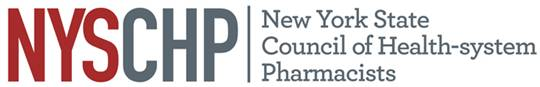 NYSCHP
New York State
Council of Health-system
Pharmacists